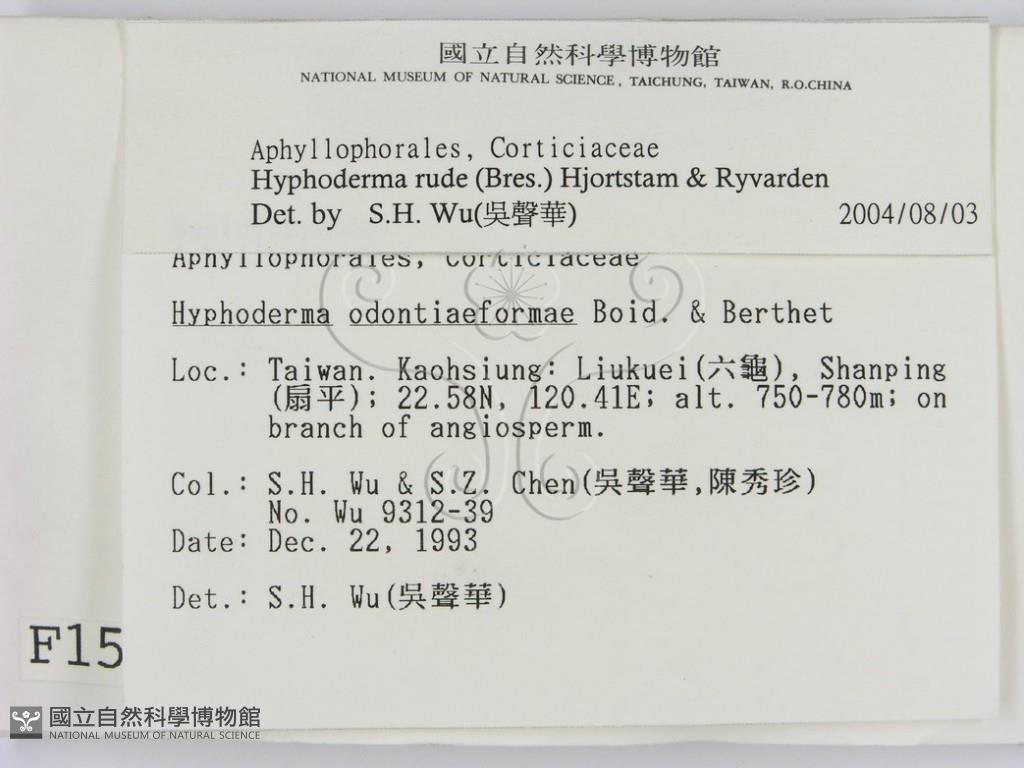 國立自然科學博物館
NATIONAL MUSEUM OF NATURAL SCIENCE, TAICHUNG, TAIWAN, R.O.CHINA
Aphyllophorales, Corticiaceae
Hyphoderma rude (Bres.) Hjortstam & Ryvarden
Det. by S.H. Wu(吳聲華) 2004/08/03
Aphyllophorales, Corticiaceae
Hyphoderma odontiaeformae Boid. & Berthet
Loc.: Taiwan. Kaohsiung: Liukuei(六龜), Shanping
(扇平); 22.58N, 120.41E; alt. 750-780m; on
branch of angiosperm.
Col.: S.H. Wu & S.Z. Chen(吳聲華,陳秀珍)
No. Wu 9312-39
Date: Dec. 22, 1993
Det.: S.H. Wu(吳聲華)
F15
國立自然科學博物館
NATIONAL MUSEUM OF NATURAL SCIENCE